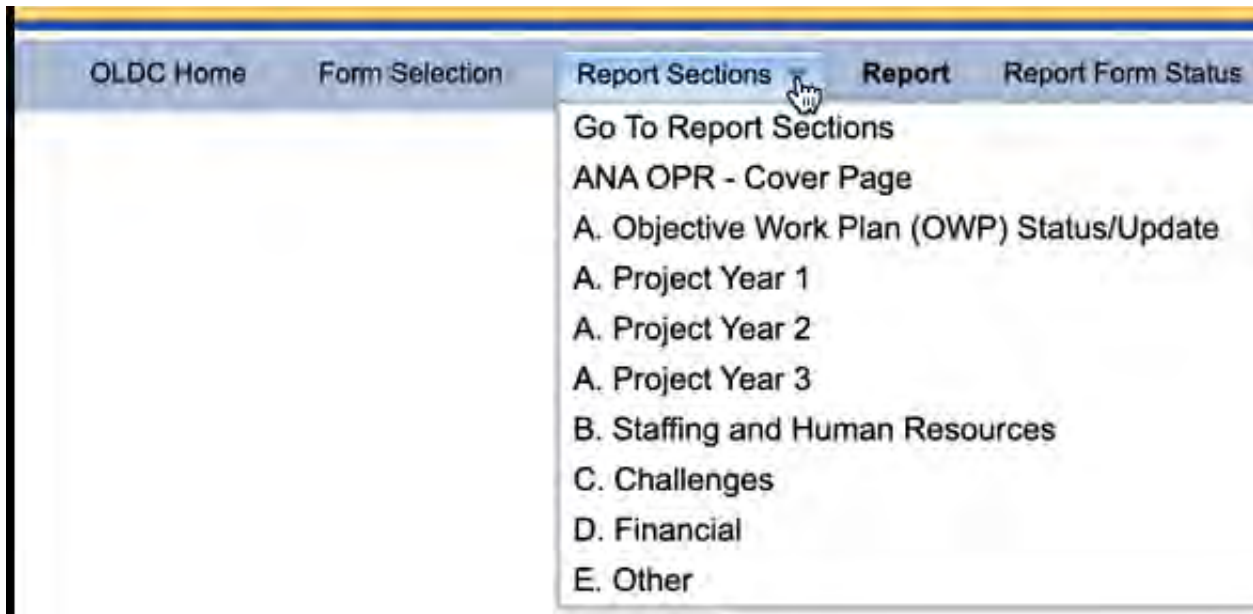 OLDC Home Form Selection Report Sections Report Report Form Status
Go To Report Sections
ANA OPR - Cover Page
A. Objective Work Plan (OWP) Status/Update
A. Project Year 1
A. Project Year 2
A. Project Year 3
B. Staffing and Human Resources
C. Challenges
D. Financial
E. Other